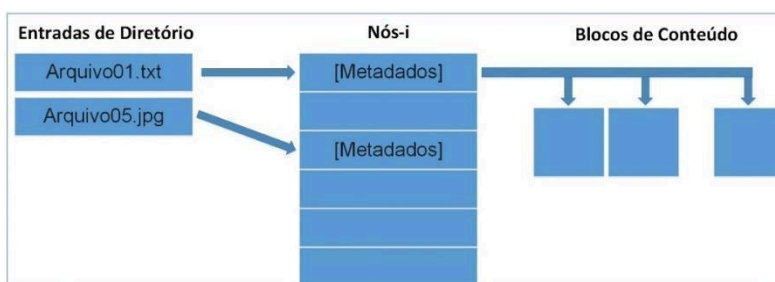 Entradas de Diretório
Nós-i
Blocos de Conteúdo
Arquivo01.txt
[Metadados]
Arquivo05.jpg
[Metadados]